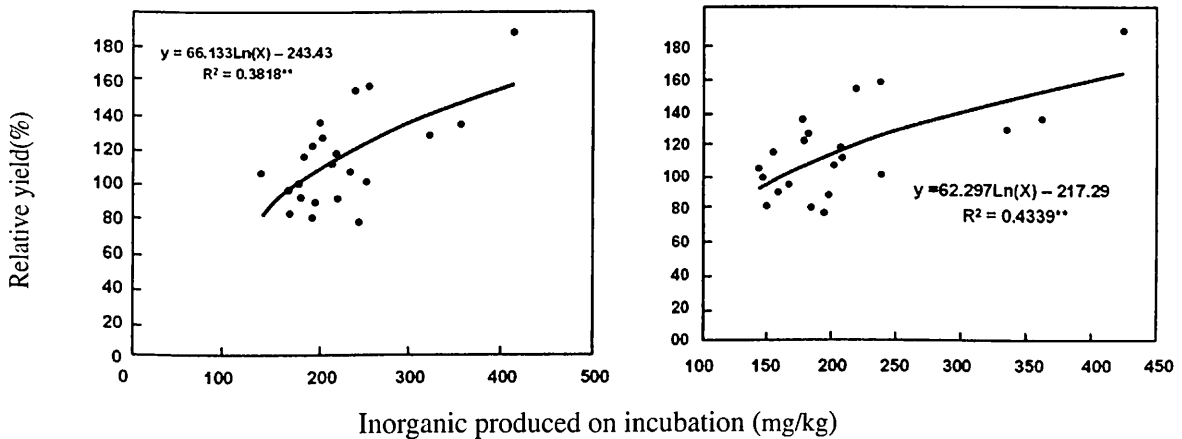 Relative yield(%)
180
160
140
120
100
80
60
40
20
0
0 100 200 300 400 500
y = 66.133Ln(X) – 243.43
R² = 0.3818**
180
160
140
120
100
80
60
40
20
00
100 150 200 250 300 350 400 450
y =62.297Ln(X) – 217.29
R² = 0.4339**
Inorganic produced on incubation (mg/kg)